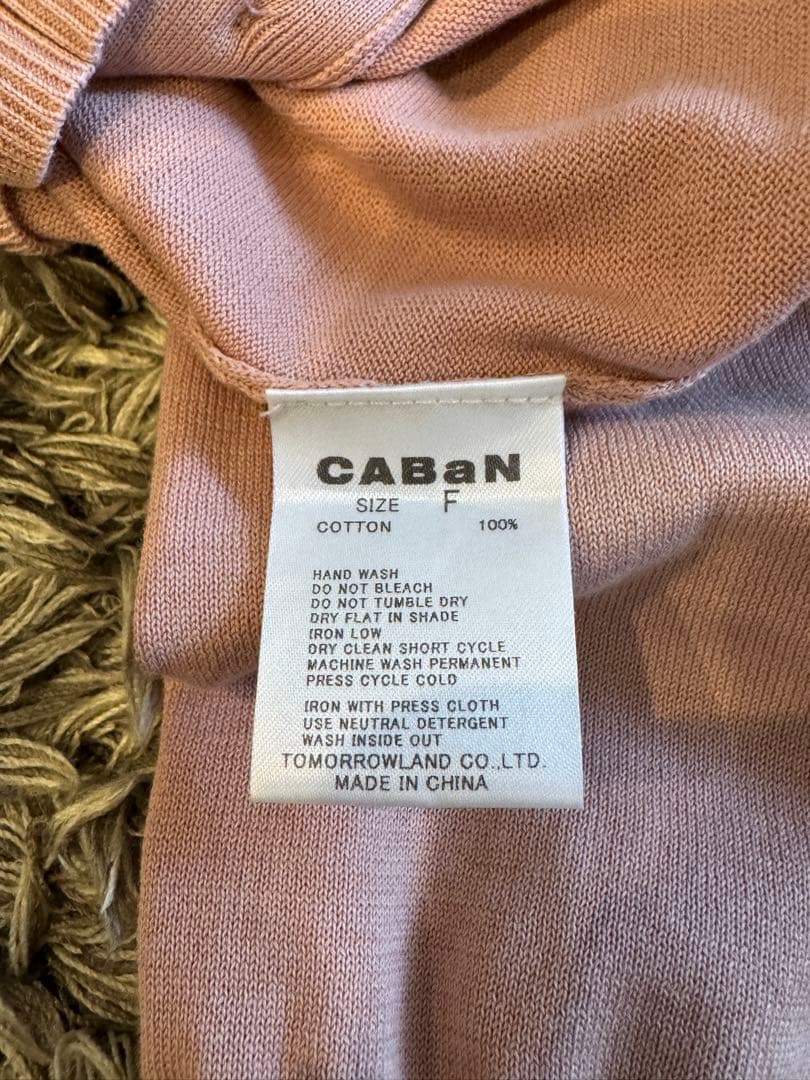 CABaN
SIZE F
COTTON 100%
HAND WASH
DO NOT BLEACH
DO NOT TUMBLE DRY
DRY FLAT IN SHADE
IRON LOW
DRY CLEAN SHORT CYCLE
MACHINE WASH PERMANENT
PRESS CYCLE COLD
IRON WITH PRESS CLOTH
USE NEUTRAL DETERGENT
WASH INSIDE OUT
TOMORROWLAND CO.,LTD.
MADE IN CHINA